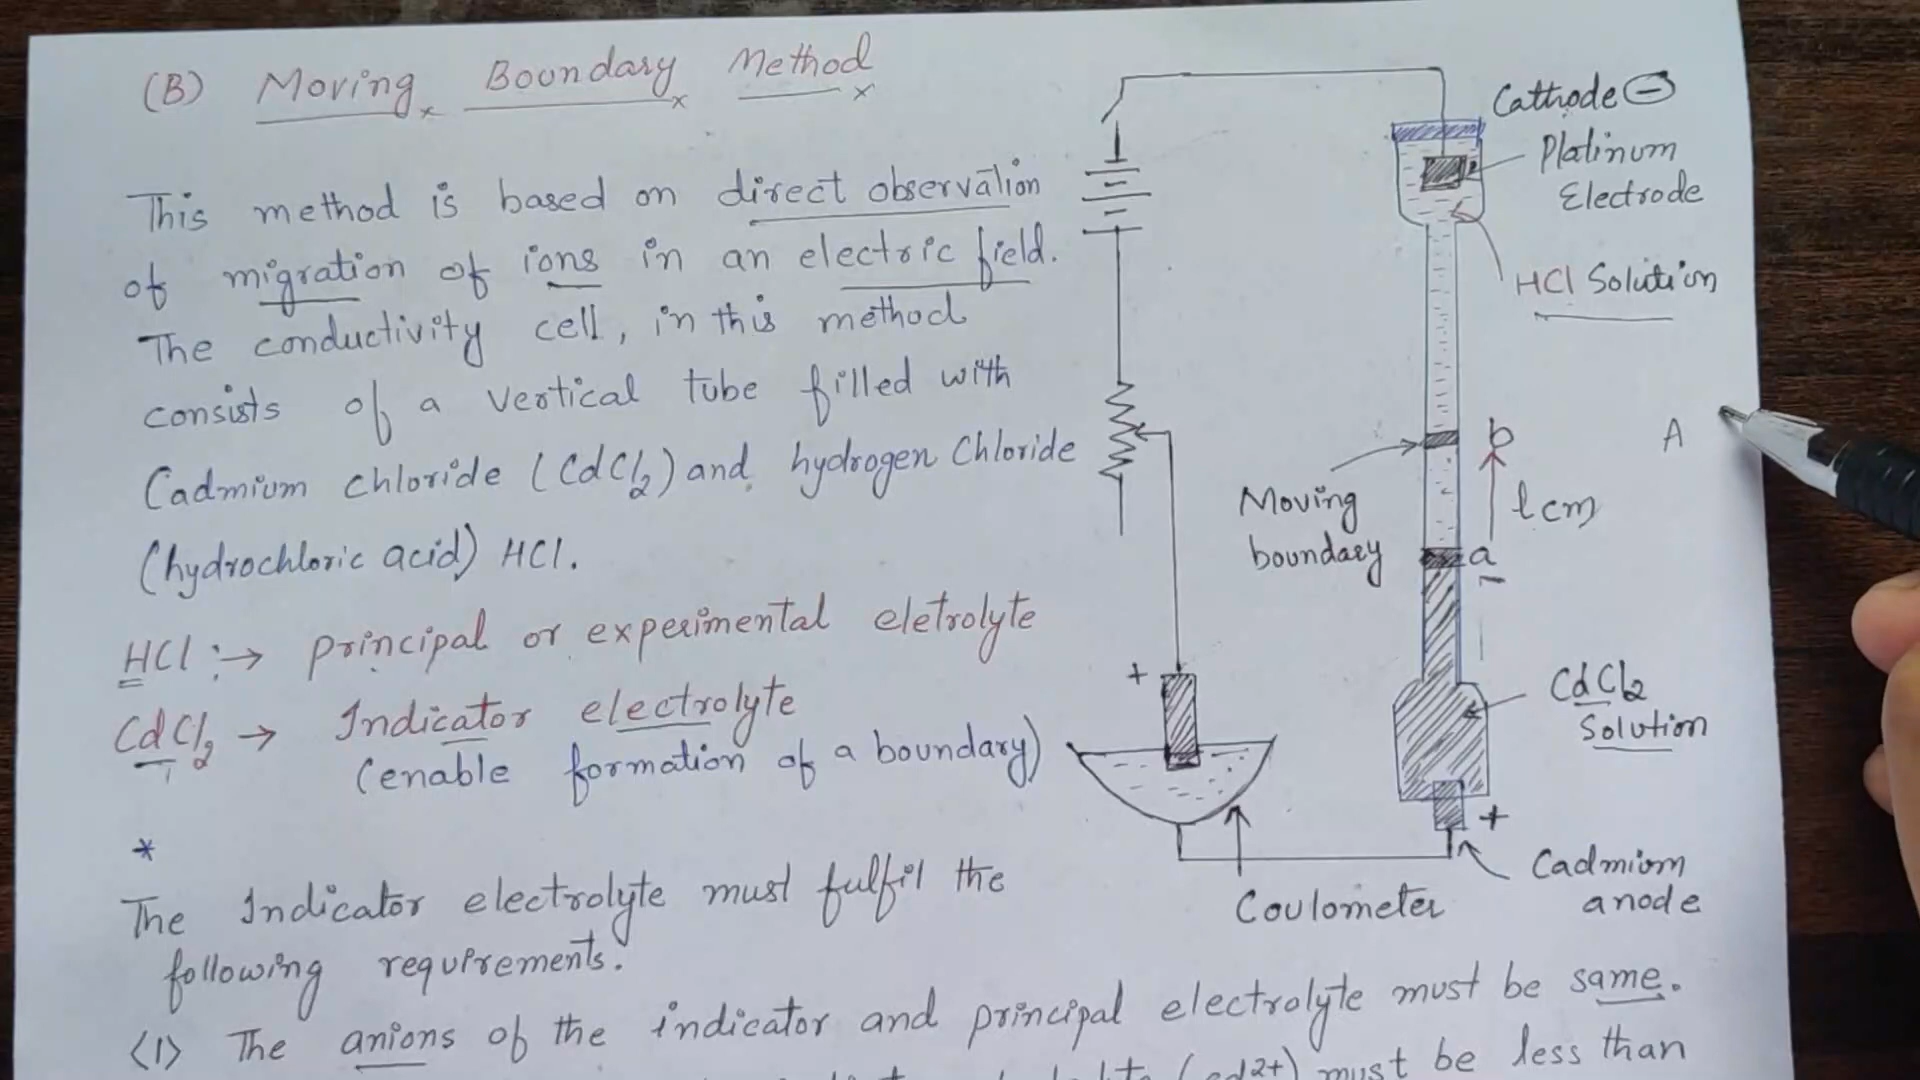 (B) Moving Boundary Method
This method is based on direct observation
of migration of ions in an electric field.
The conductivity cell, in this method
consists of a vertical tube filled with
Cadmium chloride (CdCl2) and hydrogen Chloride
(hydrochloric acid) HCl.
HCl :→ principal or experimental eletrolyte
CdCl2 → Indicator electrolyte
(enable formation of a boundary)
*
The Indicator electrolyte must fulfil the
following requirements.
(1) The anions of the indicator and principal electrolyte must be same.
(cd2+) must be less than
Cathode ⊖
Platinum
Electrode
HCl Solution
A
b
l cm
a
Moving
boundary
+
CdCl2
Solution
+
Cadmium
anode
Coulometer